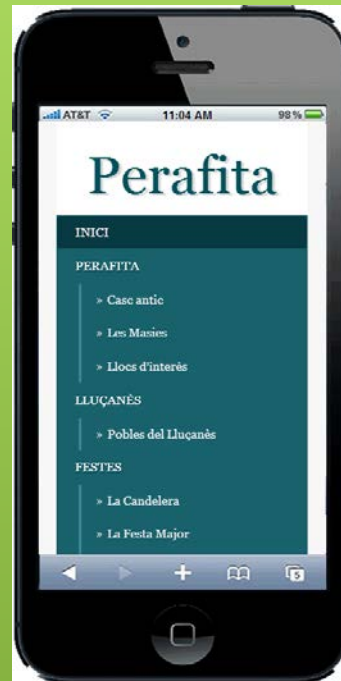 AT&T 11:04 AM 98%
Perafita
INICI
PERAFITA
» Casc antic
» Les Masies
» Llocs d'interès
LLUÇANÈS
» Pobles del Lluçanès
FESTES
» La Candelera
» La Festa Major
5